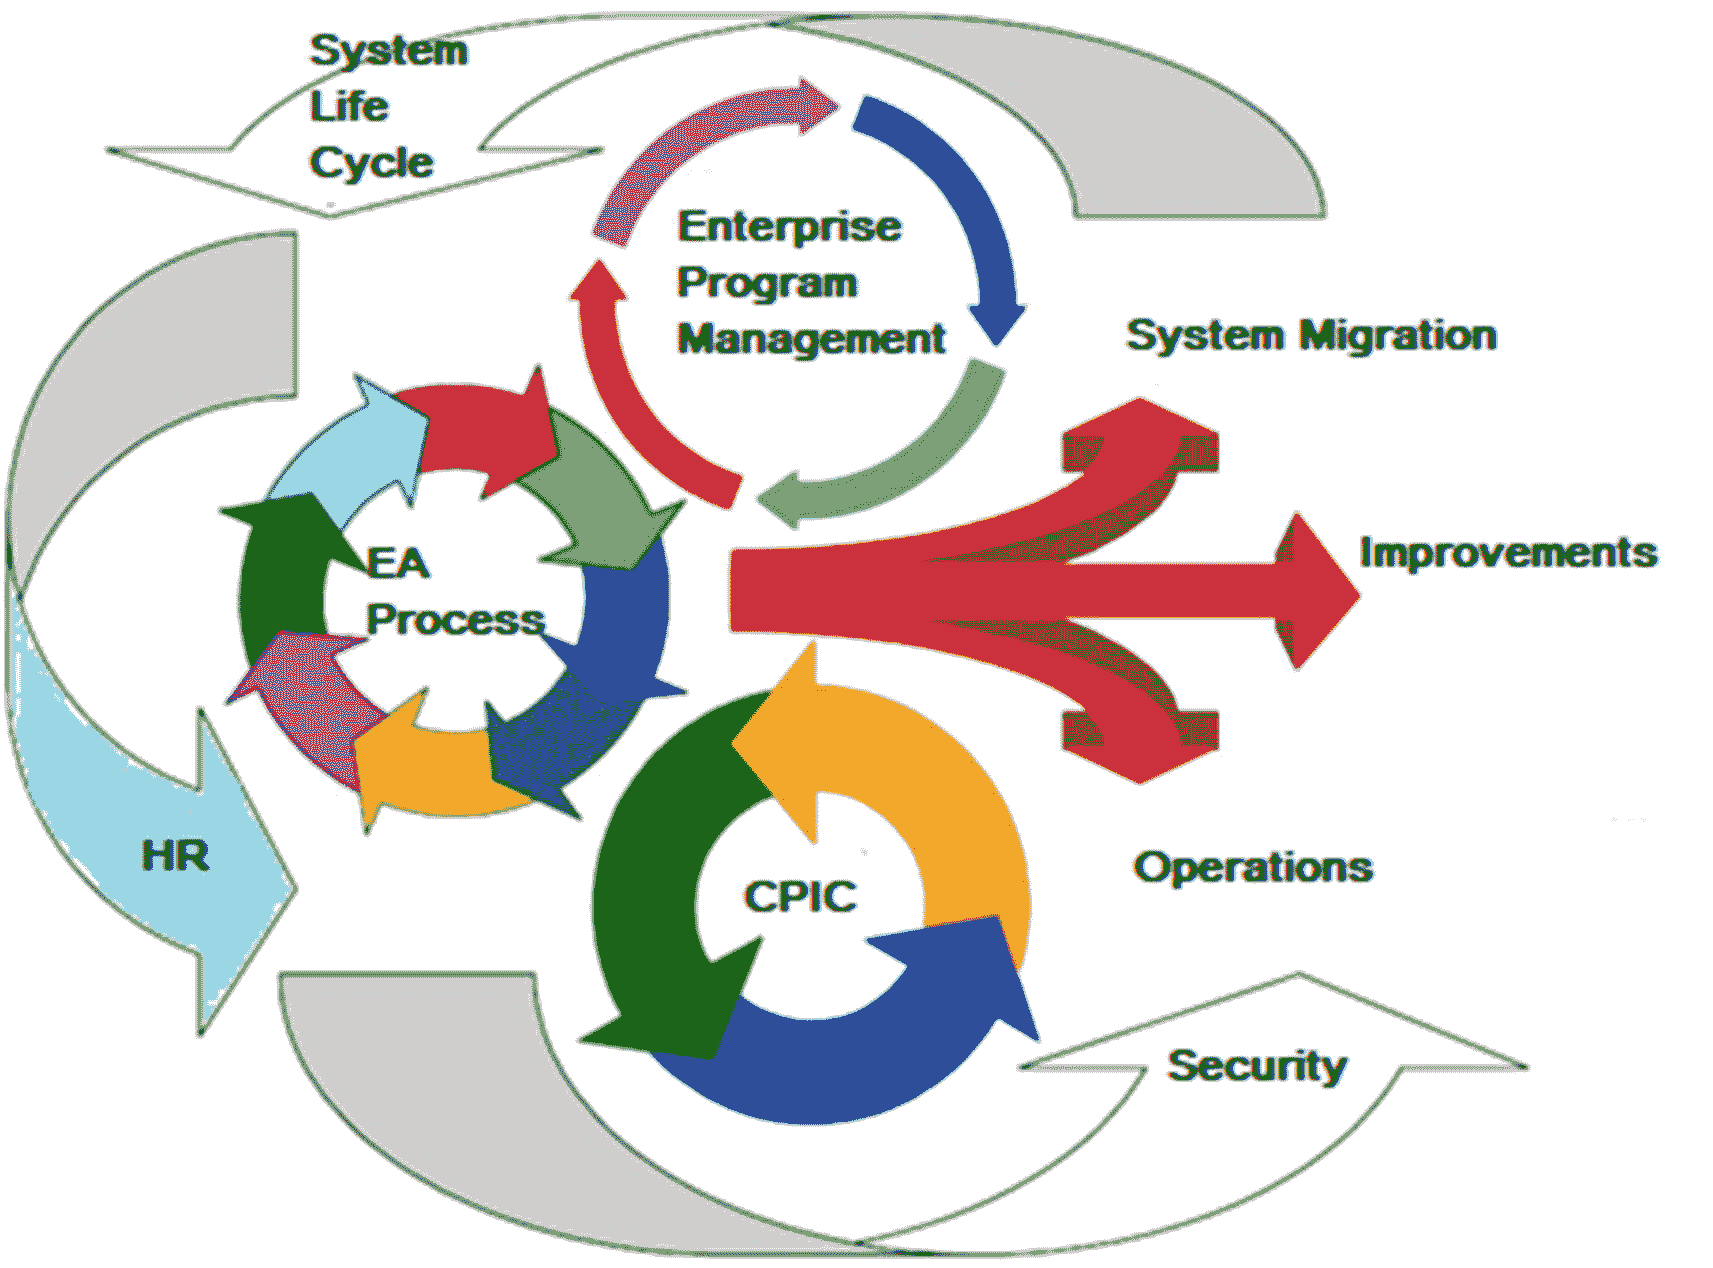 System
Life
Cycle
Enterprise
Program
Management
System Migration
Improvements
EA
Process
HR
CPIC
Operations
Security